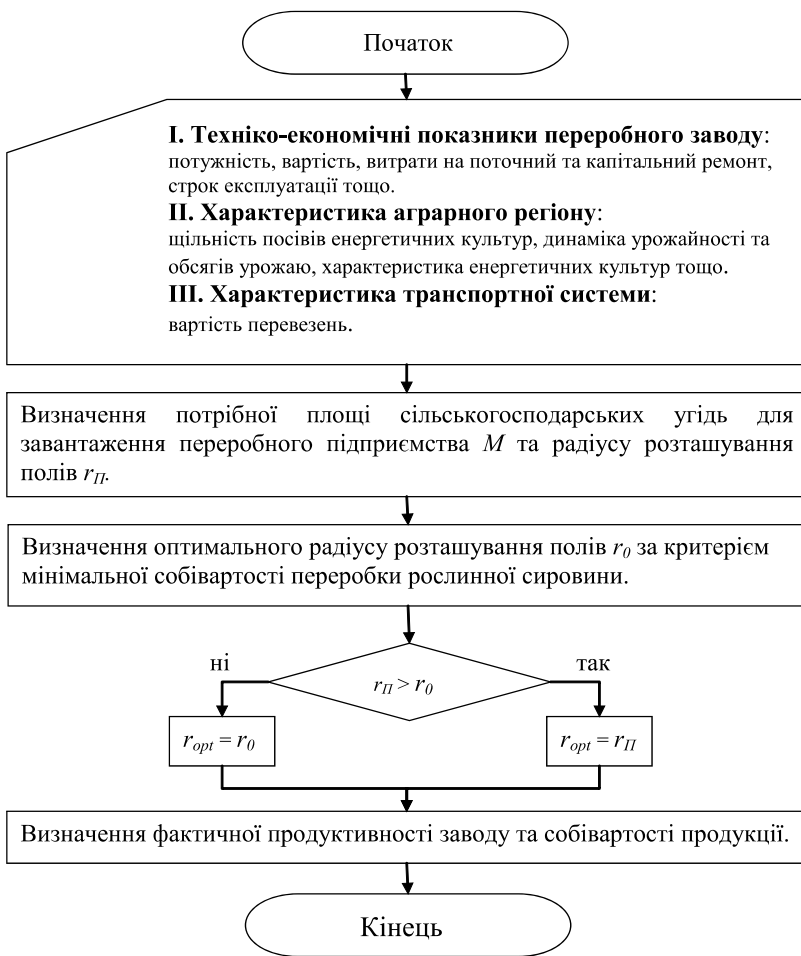 Початок
I. Техніко-економічні показники переробного заводу:
потужність, вартість, витрати на поточний та капітальний ремонт,
строк експлуатації тощо.
II. Характеристика аграрного регіону:
щільність посівів енергетичних культур, динаміка урожайності та
обсягів урожаю, характеристика енергетичних культур тощо.
III. Характеристика транспортної системи:
вартість перевезень.
Визначення потрібної площі сільськогосподарських угідь для
завантаження переробного підприємства M та радіусу розташування
полів rП.
Визначення оптимального радіусу розташування полів r0 за критерієм
мінімальної собівартості переробки рослинної сировини.
ні
так
rП > r0
ropt = r0
ropt = rП
Визначення фактичної продуктивності заводу та собівартості продукції.
Кінець